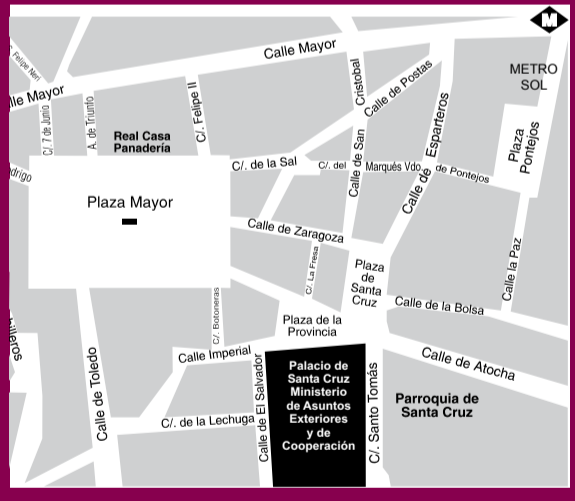 M
Calle Mayor
METRO
SOL
C. Felipe Neri
lle Mayor
C/. 7 de Junio
A. de Triunfo
C/. Felipe II
Cristobal
Calle de San
Calle de Postas
Esparteros
Calle de
Plaza
Pontejos
Real Casa
Panadería
drigo
C/. de la Sal
C/. del Marqués Vdo. de Pontejos
Plaza Mayor
Calle de Zaragoza
C/. La Fresa
Plaza
de
Santa
Cruz
Calle la Paz
Calle de la Bolsa
C/. Botoneras
Plaza de la
Provincia
hilleros
Calle de Toledo
Calle Imperial
Calle de El Salvador
Palacio de
Santa Cruz
Ministerio
de Asuntos
Exteriores
y de
Cooperación
C/. Santo Tomás
Calle de Atocha
Parroquia de
Santa Cruz
C/. de la Lechuga